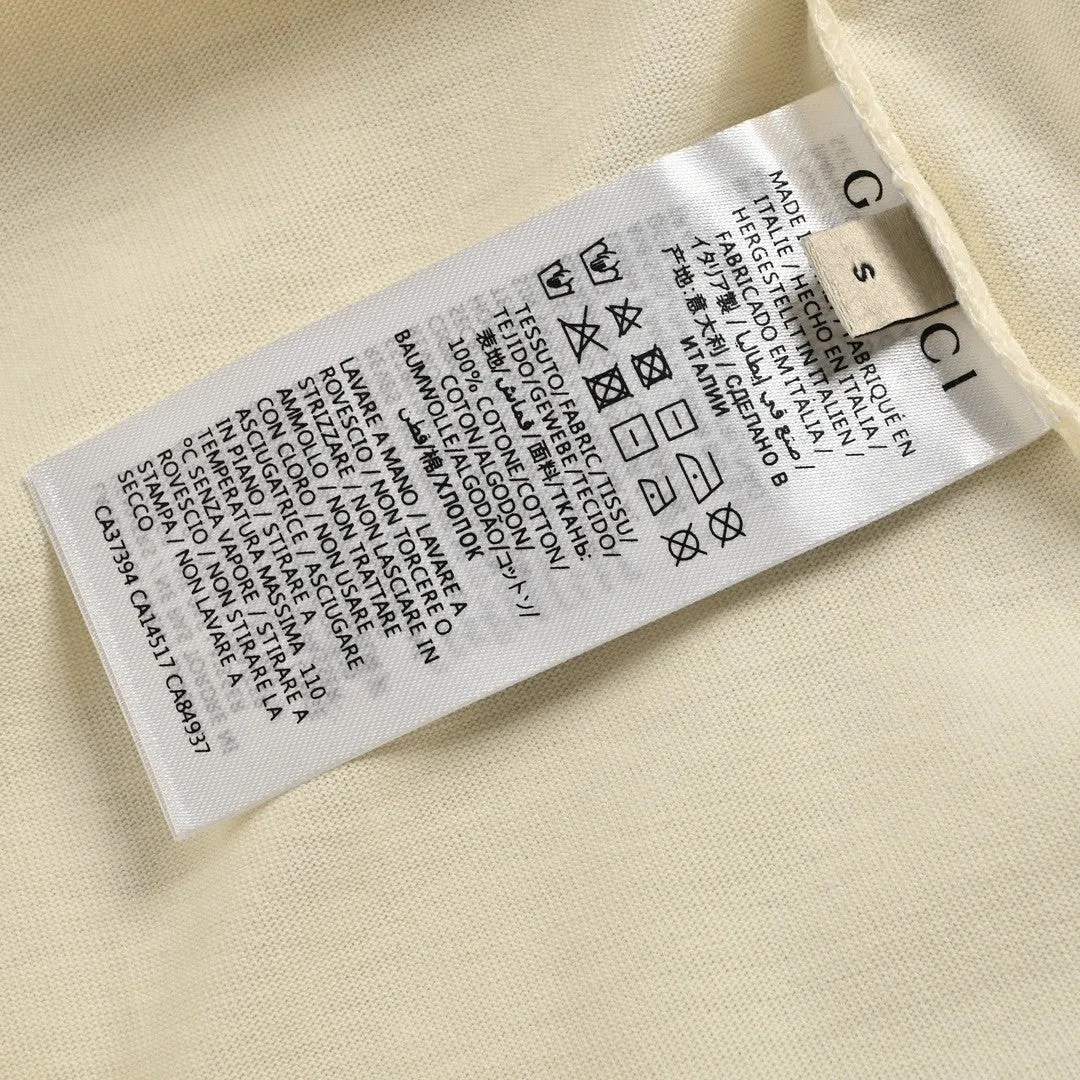 G
CI
S
MADE I
ITALIE / HECHO EN ITALIA /
HERGESTELLT IN ITALIEN /
FABRICADO EM ITALIA /
イタリア製 / صنع في إيطاليا /
产地:意大利 / СДЕЛАНО В
ИТАЛИИ
FABRIQUÉ EN
TESSUTO/FABRIC/TISSU/
TEJIDO/GEWEBE/TECIDO/
表地/قماش/面料/ТКАНЬ:
100% COTONE/COTTON/
COTON/ALGODON/
BAUMWOLLE/ALGODÃO/コットン/
قطن/棉/ХЛОПОК
LAVARE A MANO / LAVARE A
ROVESCIO / NON TORCERE O
STRIZZARE / NON LASCIARE IN
AMMOLLO / NON TRATTARE
CON CLORO / NON USARE
ASCIUGATRICE / ASCIUGARE
IN PIANO / STIRARE A
TEMPERATURA MASSIMA 110
°C SENZA VAPORE / STIRARE A
ROVESCIO / NON STIRARE LA
STAMPA / NON LAVARE A
SECCO
CA37394 CA14517 CA84937